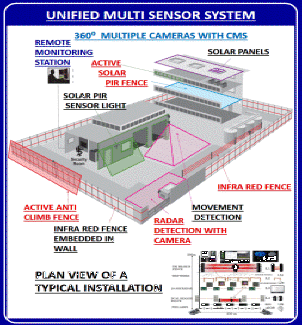 UNIFIED MULTI SENSOR SYSTEM
360⁰ MULTIPLE CAMERAS WITH CMS
REMOTE
MONITORING
STATION
SOLAR PANELS
ACTIVE
SOLAR
PIR FENCE
SOLAR PIR
SENSOR LIGHT
Security
Room
INFRA RED FENCE
ACTIVE ANTI
CLIMB FENCE
MOVEMENT
DETECTION
INFRA RED FENCE
EMBEDDED IN
WALL
RADAR
DETECTION WITH
CAMERA
PLAN VIEW OF A
TYPICAL INSTALLATION